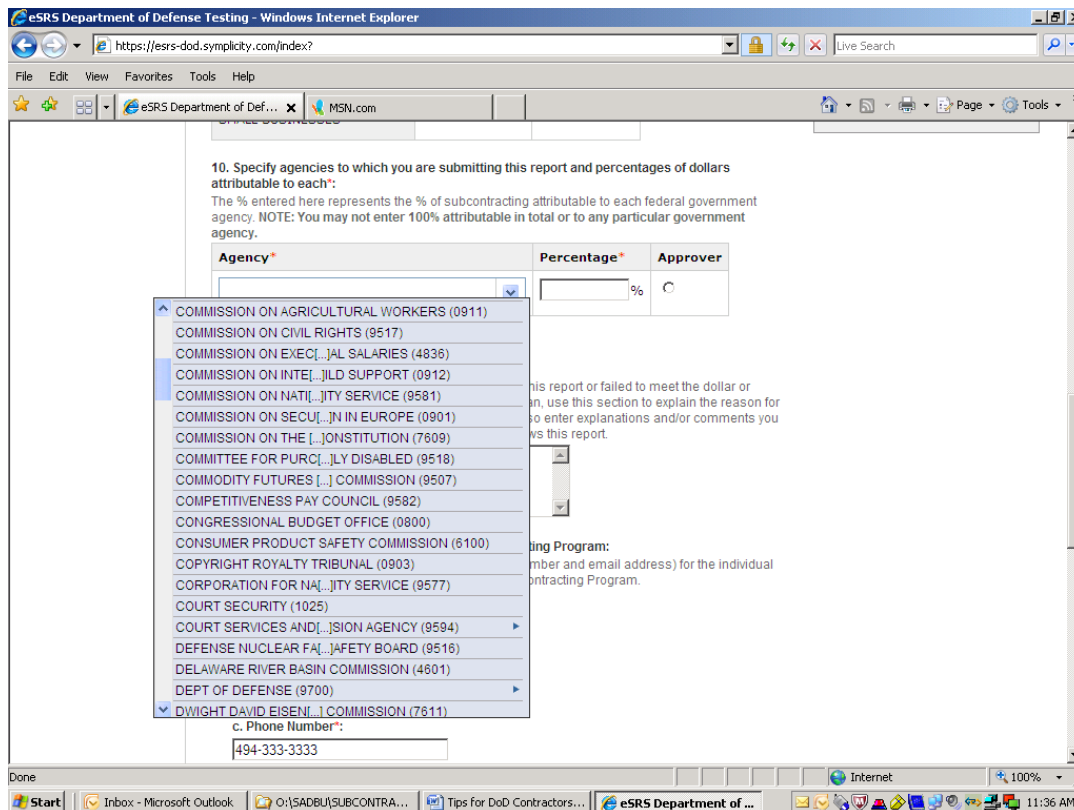 eSRS Department of Defense Testing - Windows Internet Explorer
https://esrs-dod.symplicity.com/index?
Live Search
File Edit View Favorites Tools Help
eSRS Department of Def... MSN.com
Page Tools
10. Specify agencies to which you are submitting this report and percentages of dollars
attributable to each*:
The % entered here represents the % of subcontracting attributable to each federal government
agency. NOTE: You may not enter 100% attributable in total or to any particular government
agency.
Agency* Percentage* Approver
%
COMMISSION ON AGRICULTURAL WORKERS (0911)
COMMISSION ON CIVIL RIGHTS (9517)
COMMISSION ON EXEC[...]AL SALARIES (4836)
COMMISSION ON INTE[...]ILD SUPPORT (0912)
his report or failed to meet the dollar or
COMMISSION ON NATI[...]ITY SERVICE (9581)
an, use this section to explain the reason for
COMMISSION ON SECU[...]N IN EUROPE (0901)
so enter explanations and/or comments you
COMMISSION ON THE [...]ONSTITUTION (7609)
ws this report.
COMMITTEE FOR PURC[...]LY DISABLED (9518)
COMMODITY FUTURES [...] COMMISSION (9507)
COMPETITIVENESS PAY COUNCIL (9582)
CONGRESSIONAL BUDGET OFFICE (0800)
CONSUMER PRODUCT SAFETY COMMISSION (6100)
ting Program:
COPYRIGHT ROYALTY TRIBUNAL (0903)
mber and email address) for the individual
CORPORATION FOR NA[...]ITY SERVICE (9577)
ontracting Program.
COURT SECURITY (1025)
COURT SERVICES AND[...]SION AGENCY (9594)
DEFENSE NUCLEAR FA[...]AFETY BOARD (9516)
DELAWARE RIVER BASIN COMMISSION (4601)
DEPT OF DEFENSE (9700)
DWIGHT DAVID EISEN[...] COMMISSION (7611)
c. Phone Number*:
494-333-3333
Done Internet 100%
Start Inbox - Microsoft Outlook O:\SADBU\SUBCONTRA... Tips for DoD Contractors... eSRS Department of ... 11:36 AM